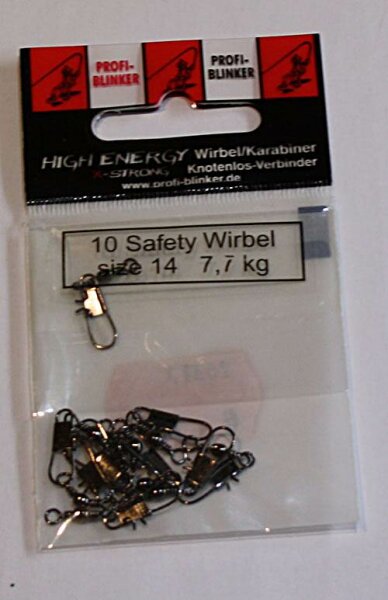 PROFI-
BLINKER
PROFI-
BLINKER
HIGH ENERGY Wirbel/Karabiner
X-STRONG Knotenlos-Verbinder
www.profi-blinker.de
10 Safety Wirbel
size 14 7,7 kg